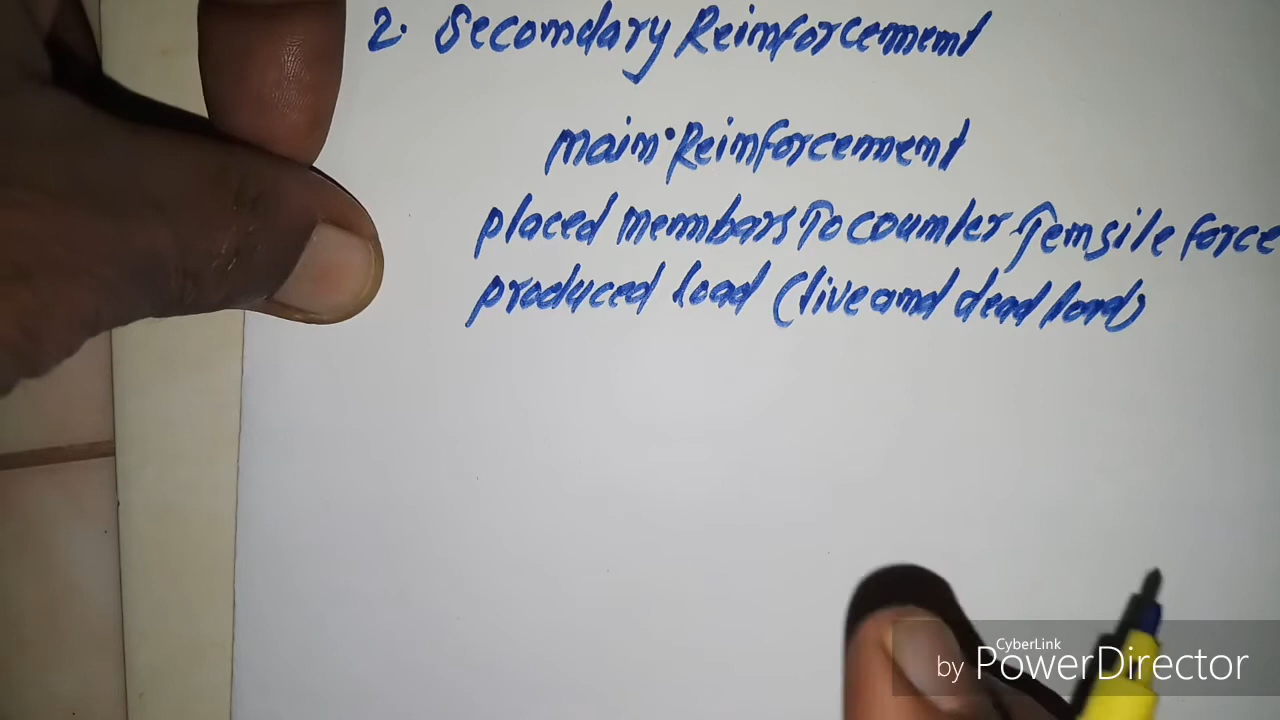 2. Secondary Reinforcement
main Reinforcement
placed members To counter Tensile force
produced load (live and dead load)
CyberLink
by PowerDirector